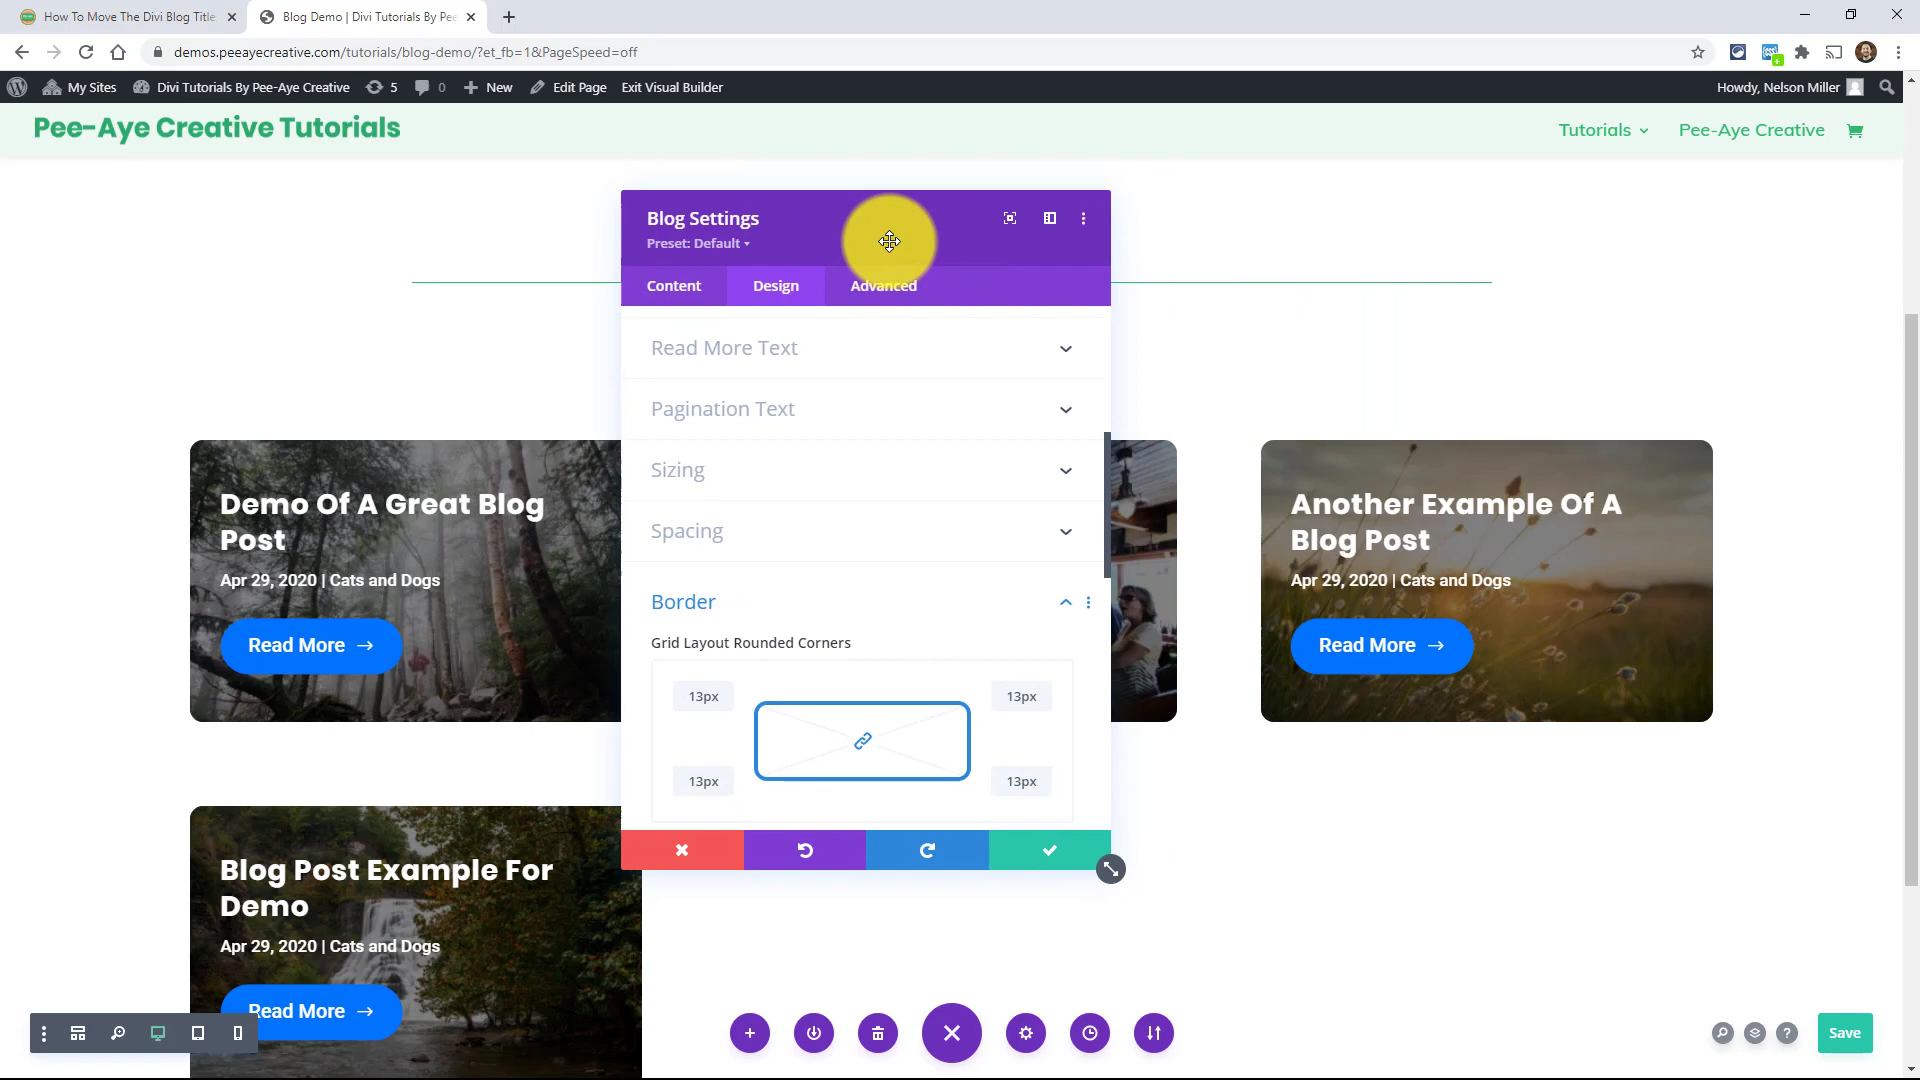 How To Move The Divi Blog Title
Blog Demo | Divi Tutorials By Pee
demos.peeayecreative.com/tutorials/blog-demo/?et_fb=1&PageSpeed=off
My Sites
Divi Tutorials By Pee-Aye Creative
5
0
New
Edit Page
Exit Visual Builder
Howdy, Nelson Miller
Pee-Aye Creative Tutorials
Tutorials
Pee-Aye Creative
Blog Settings
Preset: Default
Content
Design
Advanced
Read More Text
Pagination Text
Sizing
Spacing
Border
Grid Layout Rounded Corners
13px
13px
13px
13px
Demo Of A Great Blog
Post
Apr 29, 2020 | Cats and Dogs
Read More
Another Example Of A
Blog Post
Apr 29, 2020 | Cats and Dogs
Read More
Blog Post Example For
Demo
Apr 29, 2020 | Cats and Dogs
Read More
Save